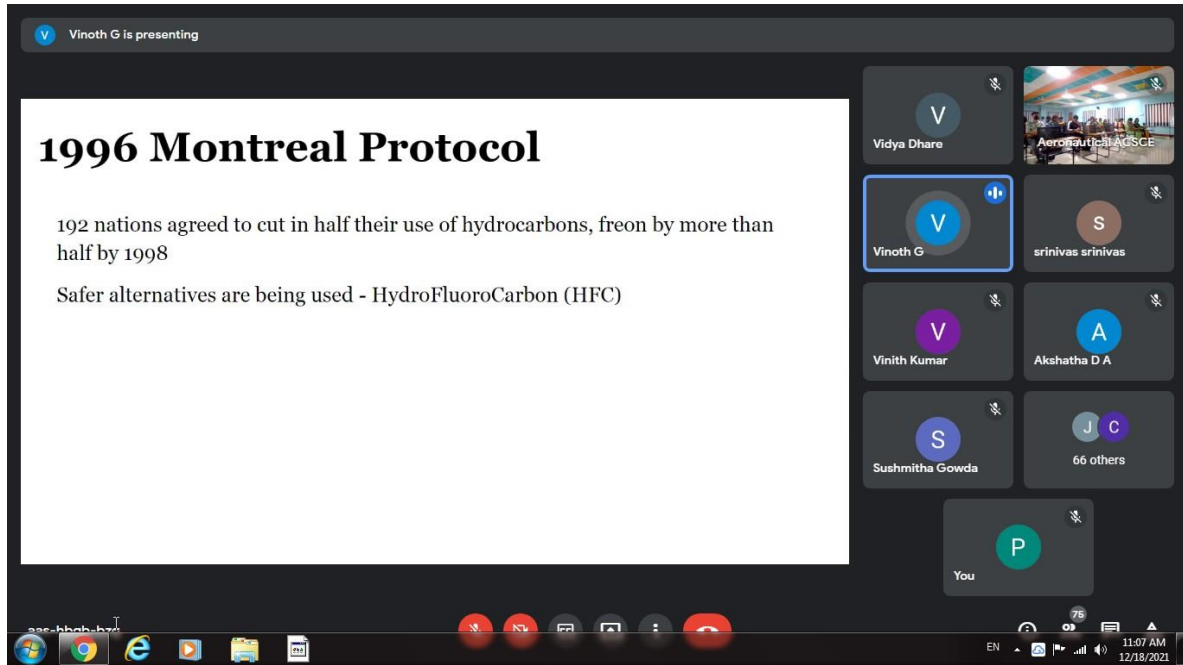 V Vinoth G is presenting
1996 Montreal Protocol
192 nations agreed to cut in half their use of hydrocarbons, freon by more than
half by 1998
Safer alternatives are being used - HydroFluoroCarbon (HFC)
V
Vidya Dhare
Aeronautical ACSCE
V
Vinoth G
S
srinivas srinivas
V
Vinith Kumar
A
Akshatha D A
S
Sushmitha Gowda
J C
66 others
P
You
75
EN
11:07 AM
12/18/2021